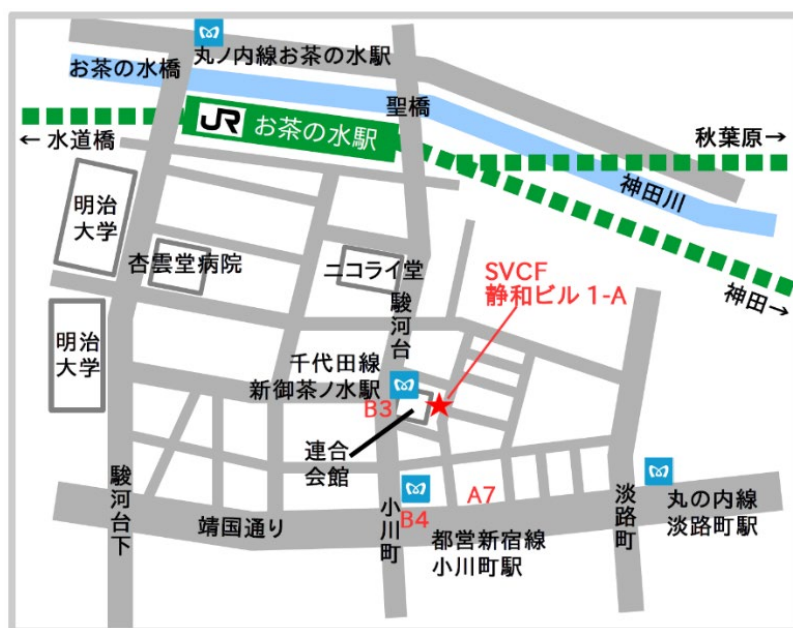 丸ノ内線お茶の水駅
お茶の水橋
聖橋
JR お茶の水駅
← 水道橋
秋葉原→
神田川
明治
大学
杏雲堂病院
ニコライ堂
SVCF
静和ビル 1-A
神田→
駿河台
明治
大学
千代田線
新御茶ノ水駅
B3
連合
会館
駿河台下
靖国通り
小川町
B4
A7
都営新宿線
小川町駅
淡路町
丸の内線
淡路町駅